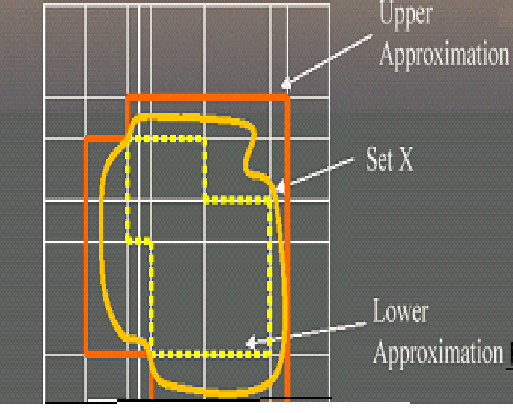 Upper
Approximation
Set X
Lower
Approximation